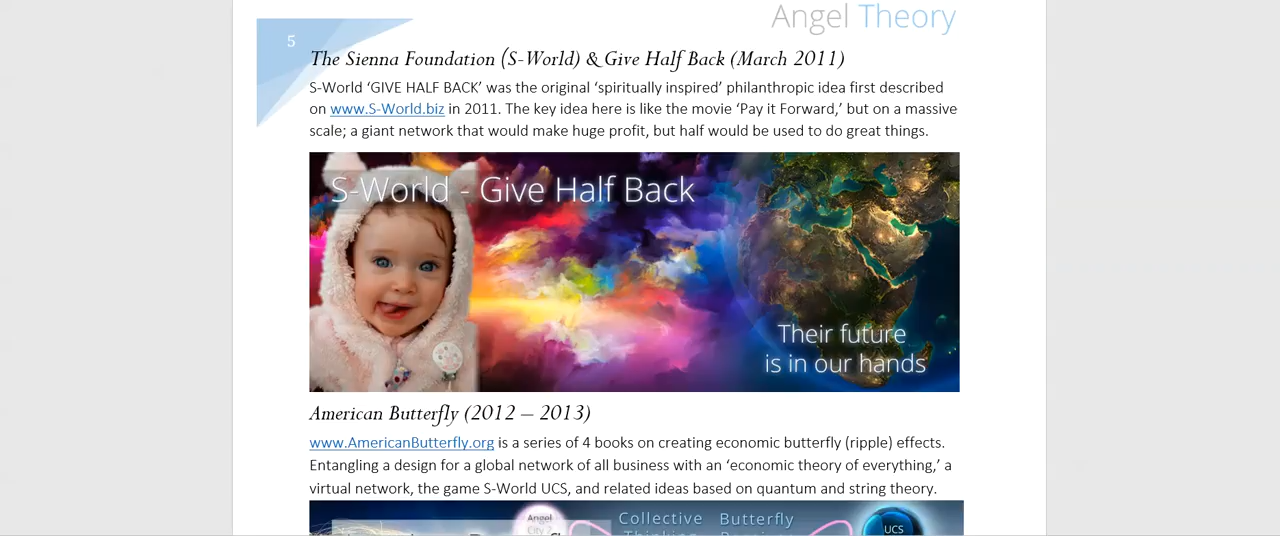 Angel Theory
5
The Sienna Foundation (S-World) & Give Half Back (March 2011)
S-World ‘GIVE HALF BACK’ was the original ‘spiritually inspired’ philanthropic idea first described
on www.S-World.biz in 2011. The key idea here is like the movie ‘Pay it Forward,’ but on a massive
scale; a giant network that would make huge profit, but half would be used to do great things.
S-World - Give Half Back
Their future
is in our hands
American Butterfly (2012 – 2013)
www.AmericanButterfly.org is a series of 4 books on creating economic butterfly (ripple) effects.
Entangling a design for a global network of all business with an ‘economic theory of everything,’ a
virtual network, the game S-World UCS, and related ideas based on quantum and string theory.
Angel
City 2
Collective Butterfly
Thinking
UCS